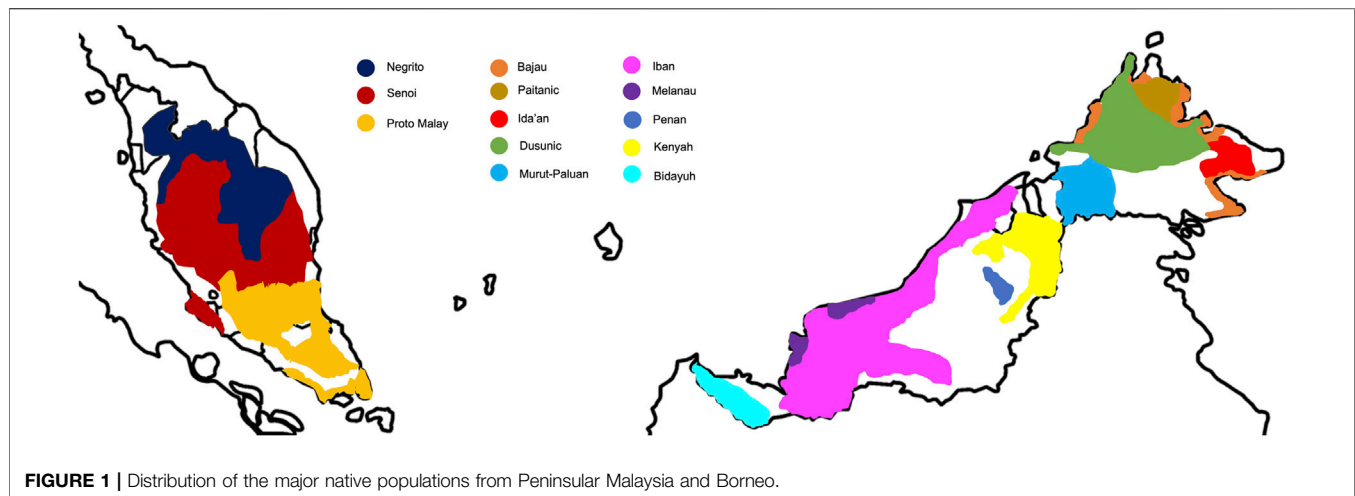 Negrito
Senoi
Proto Malay
Bajau
Paitanic
Ida'an
Dusunic
Murut-Paluan
Iban
Melanau
Penan
Kenyah
Bidayuh
FIGURE 1 | Distribution of the major native populations from Peninsular Malaysia and Borneo.